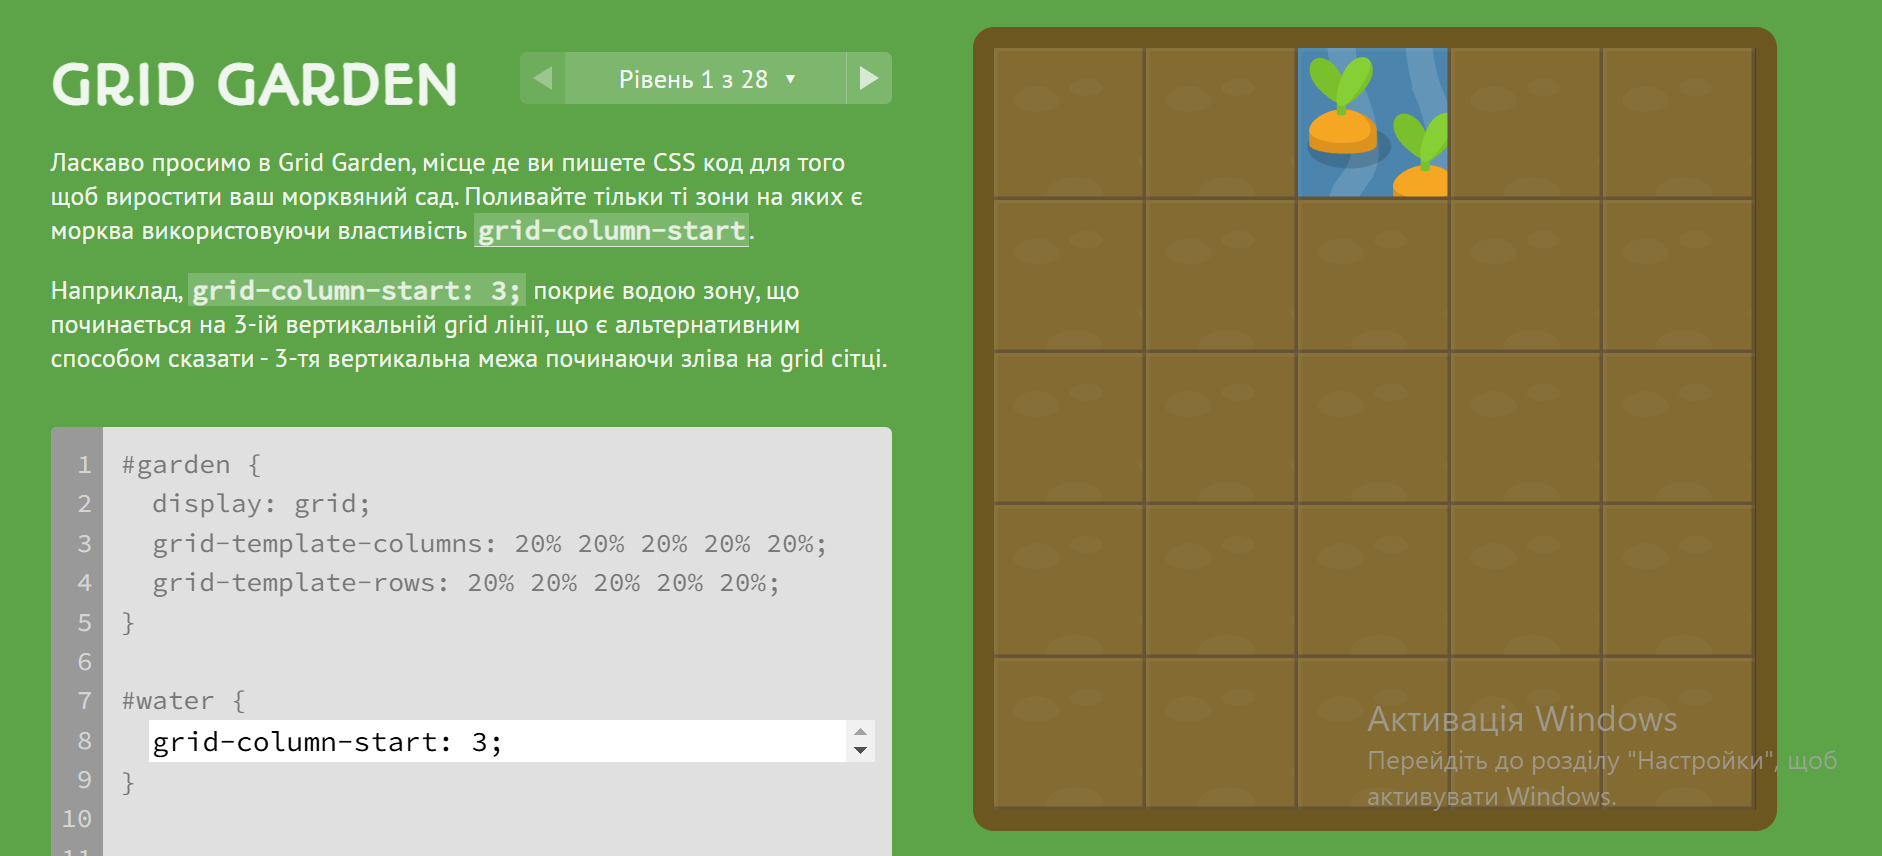 GRID GARDEN
Рівень 1 з 28
Ласкаво просимо в Grid Garden, місце де ви пишете CSS код для того
щоб виростити ваш морквяний сад. Поливайте тільки ті зони на яких є
морква використовуючи властивість grid-column-start.
Наприклад, grid-column-start: 3; покриє водою зону, що
починається на 3-ій вертикальній grid лінії, що є альтернативним
способом сказати - 3-тя вертикальна межа починаючи зліва на grid сітці.
1 #garden {
2 display: grid;
3 grid-template-columns: 20% 20% 20% 20% 20%;
4 grid-template-rows: 20% 20% 20% 20% 20%;
5 }
6
7 #water {
8 grid-column-start: 3;
9 }
10
11
Активація Windows
Перейдіть до розділу "Настройки", щоб
активувати Windows.